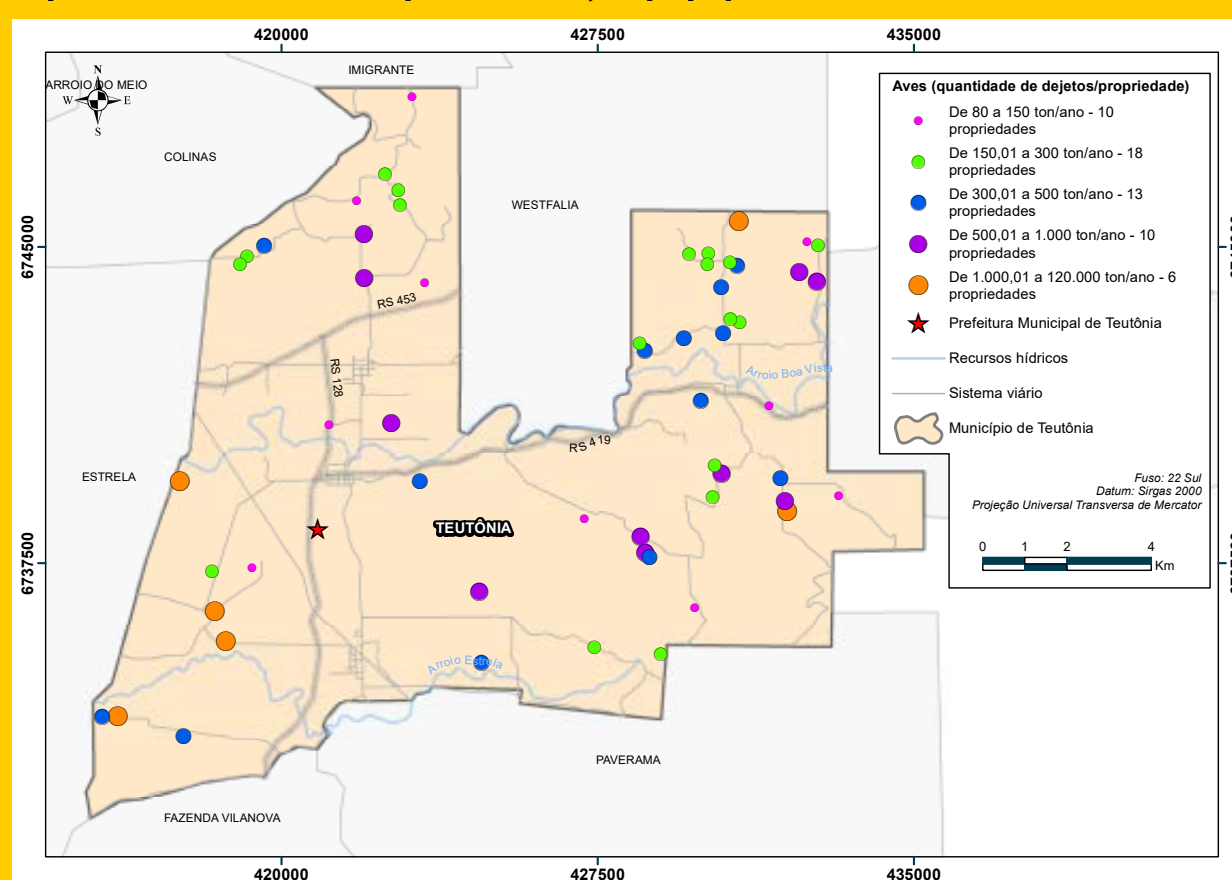 420000
427500
435000
IMIGRANTE
ARROIO DO MEIO
N
W
E
S
COLINAS
WESTFALIA
6745000
RS 453
RS 128
Arroio Boa Vista
RS 419
ESTRELA
TEUTÔNIA
6737500
Arroio Estrela
PAVERAMA
FAZENDA VILANOVA
Aves (quantidade de dejetos/propriedade)
De 80 a 150 ton/ano - 10
propriedades
De 150,01 a 300 ton/ano - 18
propriedades
De 300,01 a 500 ton/ano - 13
propriedades
De 500,01 a 1.000 ton/ano - 10
propriedades
De 1.000,01 a 120.000 ton/ano - 6
propriedades
Prefeitura Municipal de Teutônia
Recursos hídricos
Sistema viário
Município de Teutônia
Fuso: 22 Sul
Datum: Sirgas 2000
Projeção Universal Transversa de Mercator
0 1 2 4
Km
420000
427500
435000